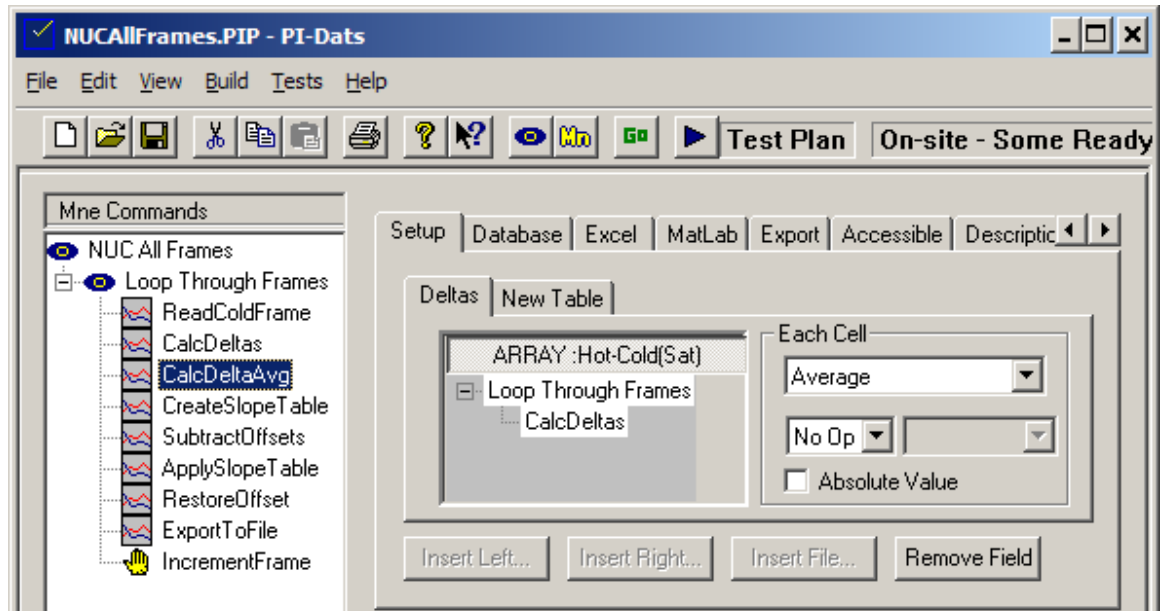 NUCAllFrames.PIP - PI-Dats
File Edit View Build Tests Help
Mn GO Test Plan On-site - Some Ready
Mne Commands
NUC All Frames
Loop Through Frames
ReadColdFrame
CalcDeltas
CalcDeltaAvg
CreateSlopeTable
SubtractOffsets
ApplySlopeTable
RestoreOffset
ExportToFile
IncrementFrame
Setup Database Excel MatLab Export Accessible Descriptic
Deltas New Table
ARRAY :Hot-Cold(Sat)
Loop Through Frames
CalcDeltas
Each Cell
Average
No Op
Absolute Value
Insert Left... Insert Right... Insert File... Remove Field